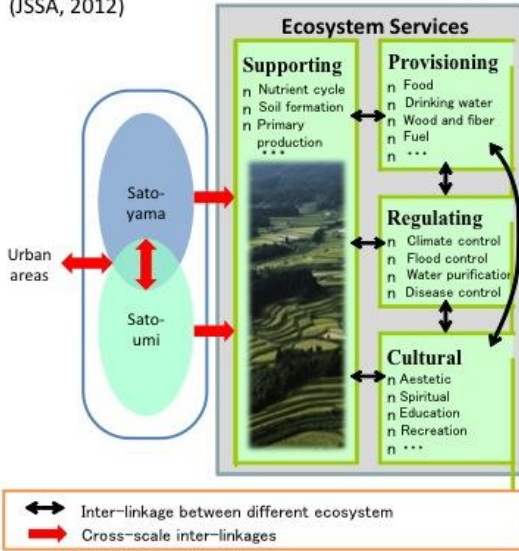 (JSSA, 2012)
Ecosystem Services
Supporting
n Nutrient cycle
n Soil formation
n Primary
production
...
Provisioning
n Food
n Drinking water
n Wood and fiber
n Fuel
n ...
Regulating
n Climate control
n Flood control
n Water purification
n Disease control
Cultural
n Aestetic
n Spiritual
n Education
n Recreation
n ...
Sato-
yama
Urban
areas
Sato-
umi
Inter-linkage between different ecosystem
Cross-scale inter-linkages